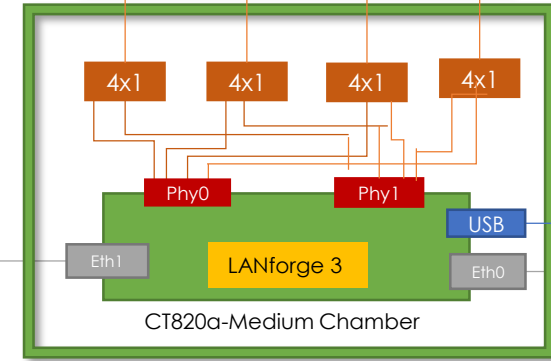 4x1
4x1
4x1
4x1
Phy0
Phy1
USB
Eth1
LANforge 3
Eth0
CT820a-Medium Chamber